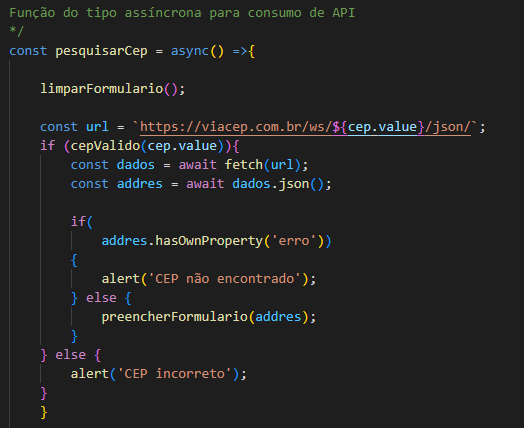 Função do tipo assíncrona para consumo de API
*/
const pesquisarCep = async() =>{
limparFormulario();
const url = `https://viacep.com.br/ws/${cep.value}/json/`;
if (cepValido(cep.value)){
const dados = await fetch(url);
const addres = await dados.json();
if(
addres.hasOwnProperty('erro'))
{
alert('CEP não encontrado');
} else {
preencherFormulario(addres);
}
} else {
alert('CEP incorreto');
}
}